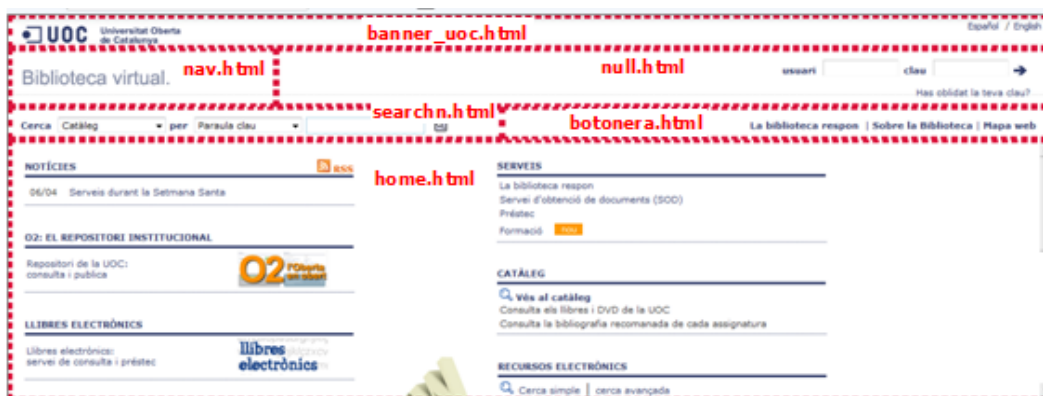 UOC Universitat Oberta
de Catalunya
banner_uoc.html
Español / English
Biblioteca virtual.
nav.html
null.html
usuari
clau
Has oblidat la teva clau?
searchn.html
Cerca Catàleg per Paraula clau
botonera.html
La biblioteca respon | Sobre la Biblioteca | Mapa web
home.html
NOTÍCIES
RSS
06/04 Serveis durant la Setmana Santa
O2: EL REPOSITORI INSTITUCIONAL
Repositori de la UOC:
consulta i publica
O2
LLIBRES ELECTRÒNICS
Llibres electrònics:
servei de consulta i préstec
llibres
electrònics
SERVEIS
La biblioteca respon
Servei d'obtenció de documents (SOD)
Préstec
Formació nou
CATÀLEG
Vés al catàleg
Consulta els llibres i DVD de la UOC
Consulta la bibliografia recomanada de cada assignatura
RECURSOS ELECTRÒNICS
Cerca simple | cerca avançada